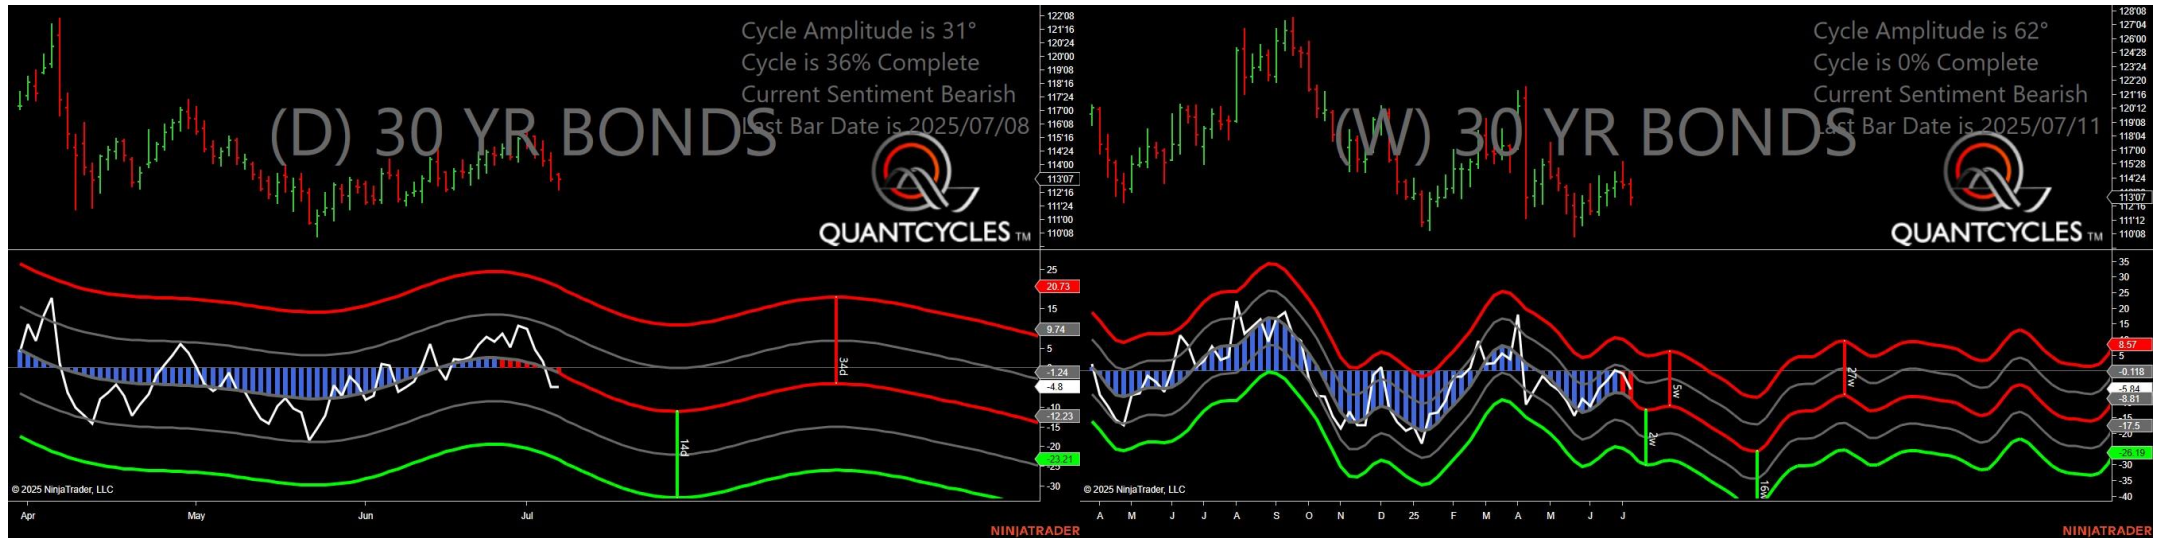 Cycle Amplitude is 31°
Cycle is 36% Complete
Current Sentiment Bearish
Last Bar Date is 2025/07/08
(D) 30 YR BONDS
QUANTCYCLES TM
122'08
121'16
120'24
120'00
119'08
118'16
117'24
117'00
116'08
115'16
114'24
114'00
113'07
112'16
111'24
111'00
110'08
25
20.73
15
9.74
5
-1.24
-4.8
-10
-12.23
-15
-20
-23.21
-25
-30
34d
14d
© 2025 NinjaTrader, LLC
Apr May Jun Jul
NINJATRADER
Cycle Amplitude is 62°
Cycle is 0% Complete
Current Sentiment Bearish
Last Bar Date is 2025/07/11
(W) 30 YR BONDS
QUANTCYCLES TM
128'08
127'04
126'00
124'28
123'24
122'20
121'16
120'12
119'08
118'04
117'00
115'28
114'24
113'07
112'16
111'12
110'08
35
30
25
20
15
8.57
5
-0.118
-5.84
-8.81
-15
-17.5
-20
-26.19
-30
-35
-40
5w
27w
2w
16w
© 2025 NinjaTrader, LLC
A M J J A S O N D 25 F M A M J J
NINJATRADER